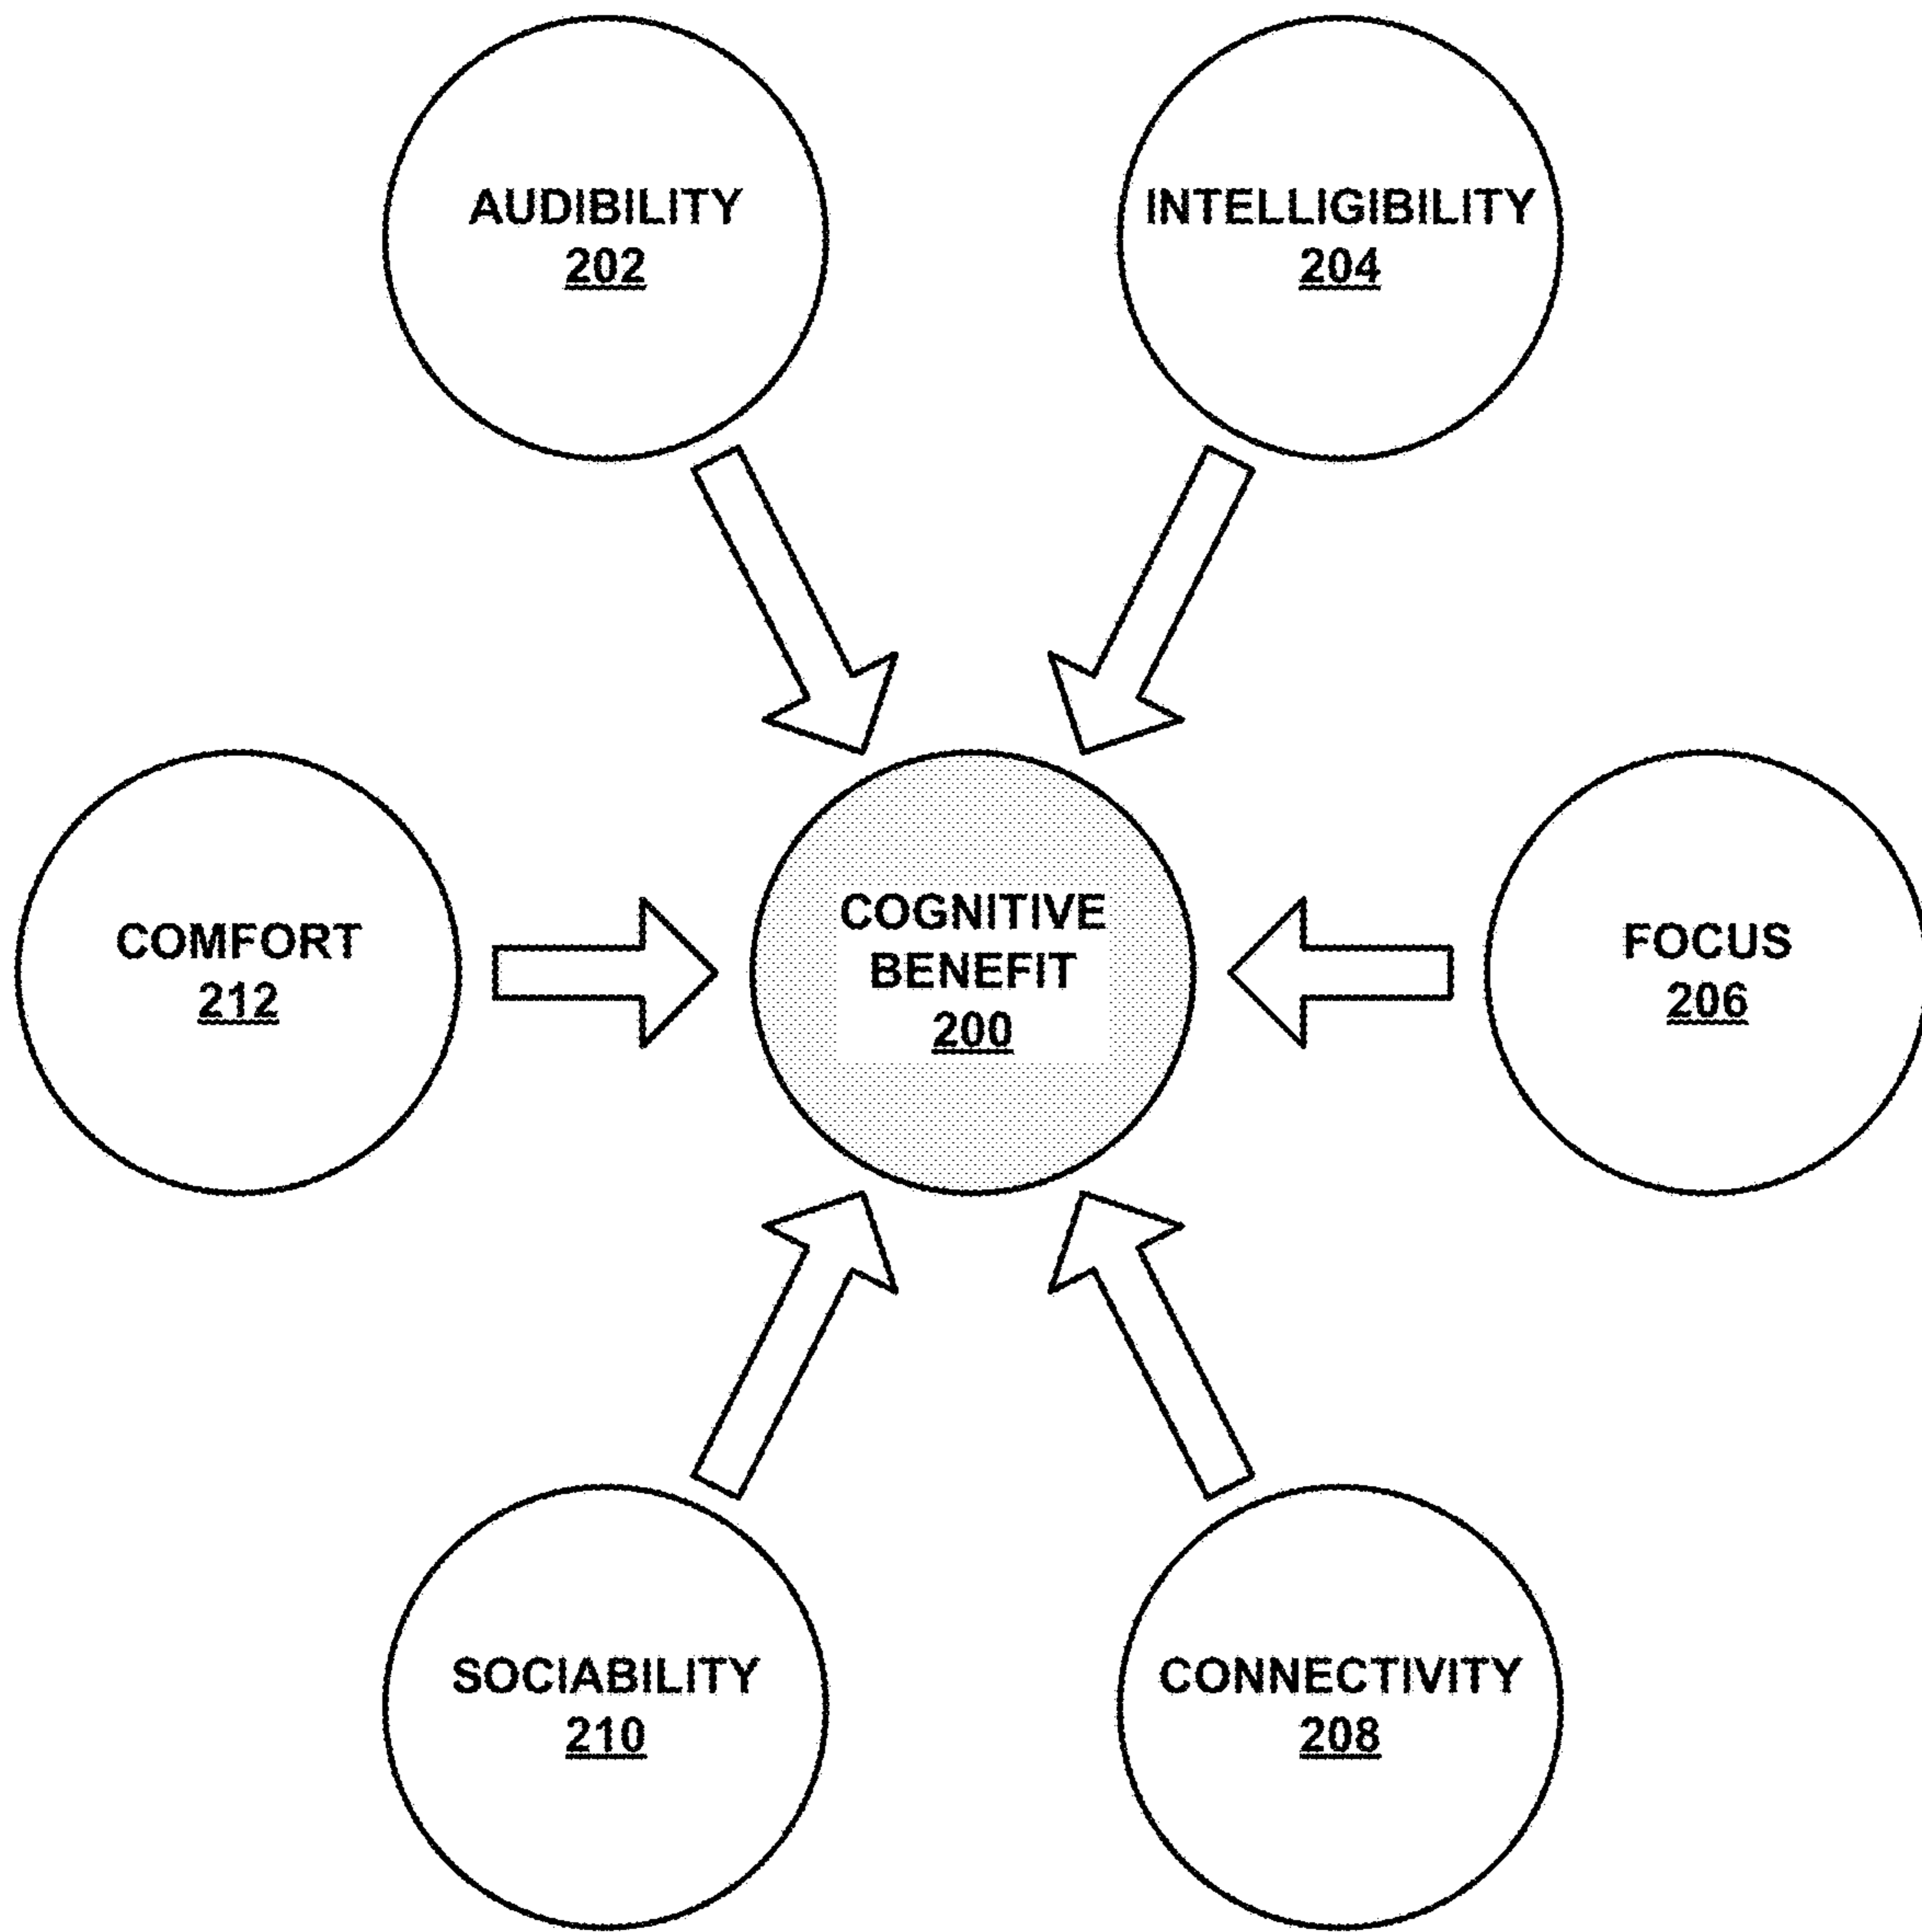 AUDIBILITY
202
INTELLIGIBILITY
204
COMFORT
212
COGNITIVE
BENEFIT
200
FOCUS
206
SOCIABILITY
210
CONNECTIVITY
208